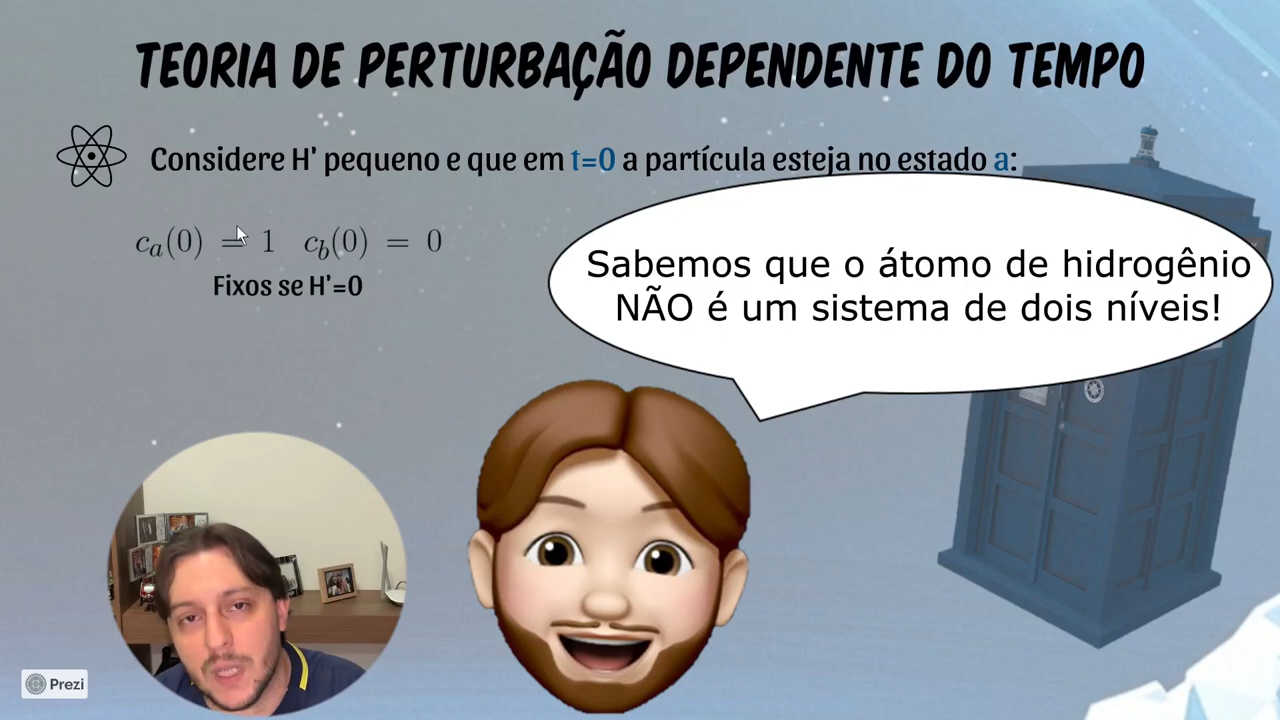 TEORIA DE PERTURBAÇÃO DEPENDENTE DO TEMPO
Considere H' pequeno e que em t=0 a partícula esteja no estado a:
c_a(0) = 1 c_b(0) = 0
Fixos se H'=0
Sabemos que o átomo de hidrogênio
NÃO é um sistema de dois níveis!
Prezi